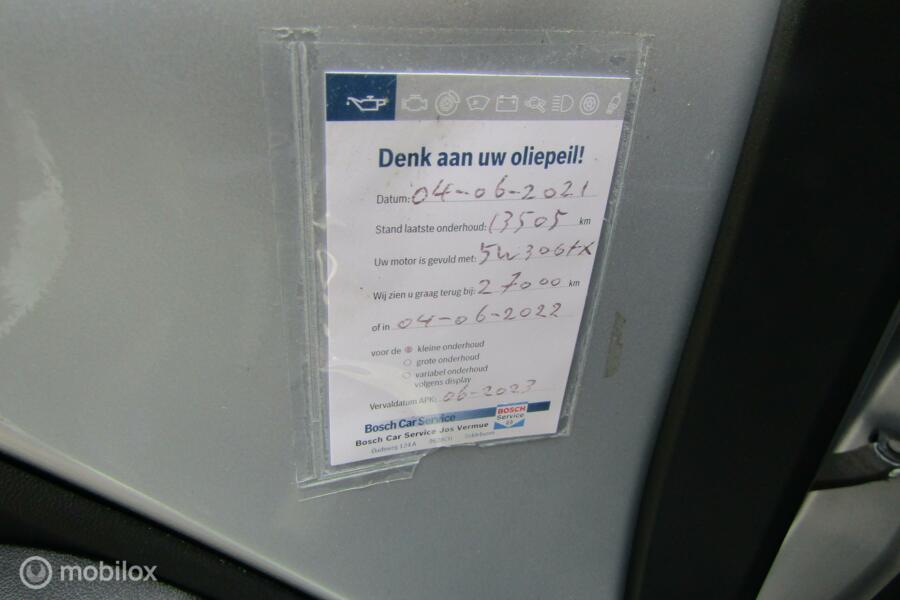 Denk aan uw oliepeil!
Datum: 04-06-2021
Stand laatste onderhoud: 13505 km
Uw motor is gevuld met: 5W30
Wij zien u graag terug bij: 27000 km
of in 04-06-2022
voor de kleine onderhoud
grote onderhoud
variabel onderhoud
volgens display
Vervaldatum APK: 06-2023
Bosch Car Service
BOSCH
Service
Bosch Car Service Jos Vermue
mobilox